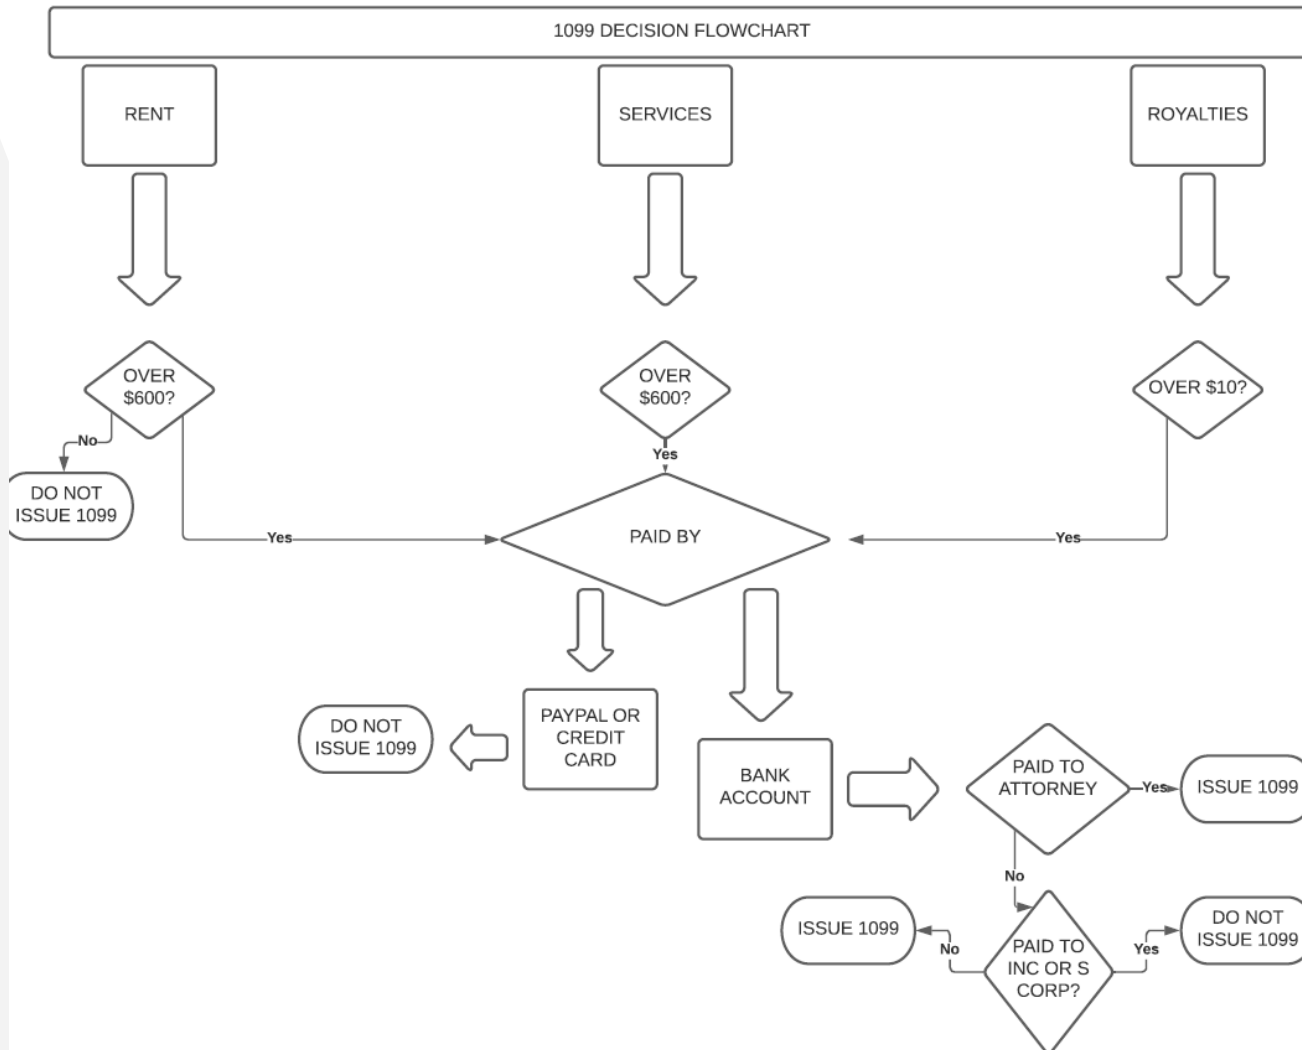 1099 DECISION FLOWCHART
RENT
SERVICES
ROYALTIES
OVER
$600?
OVER
$600?
OVER $10?
No
Yes
DO NOT
ISSUE 1099
Yes
PAID BY
Yes
DO NOT
ISSUE 1099
PAYPAL OR
CREDIT
CARD
BANK
ACCOUNT
PAID TO
ATTORNEY
Yes
ISSUE 1099
No
ISSUE 1099
No
PAID TO
INC OR S
CORP?
Yes
DO NOT
ISSUE 1099